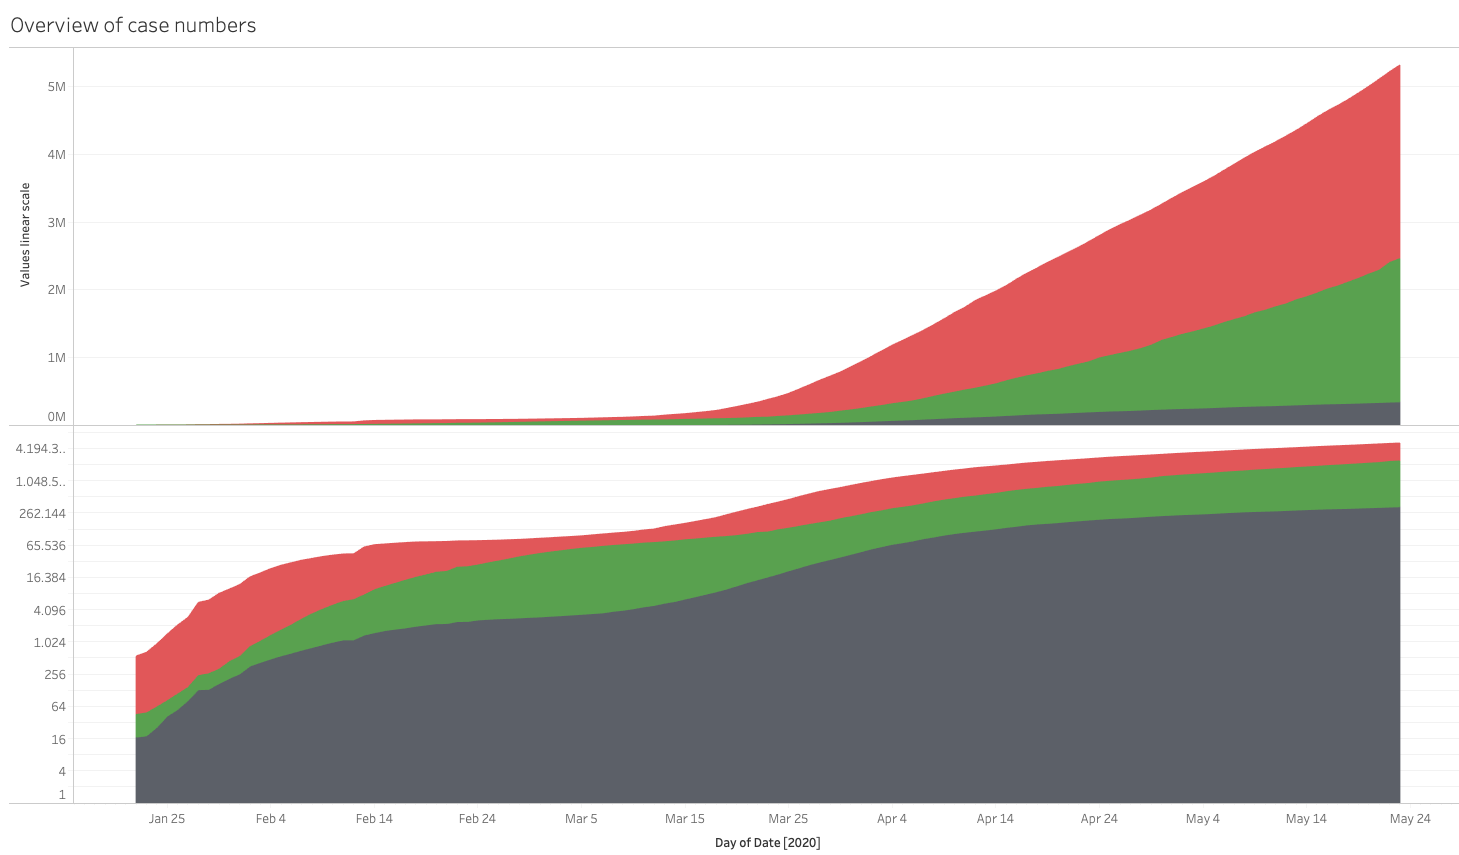 Overview of case numbers
5M
4M
3M
2M
1M
0M
Values linear scale
4.194.3..
1.048.5..
262.144
65.536
16.384
4.096
1.024
256
64
16
4
1
Jan 25 Feb 4 Feb 14 Feb 24 Mar 5 Mar 15 Mar 25 Apr 4 Apr 14 Apr 24 May 4 May 14 May 24
Day of Date [2020]